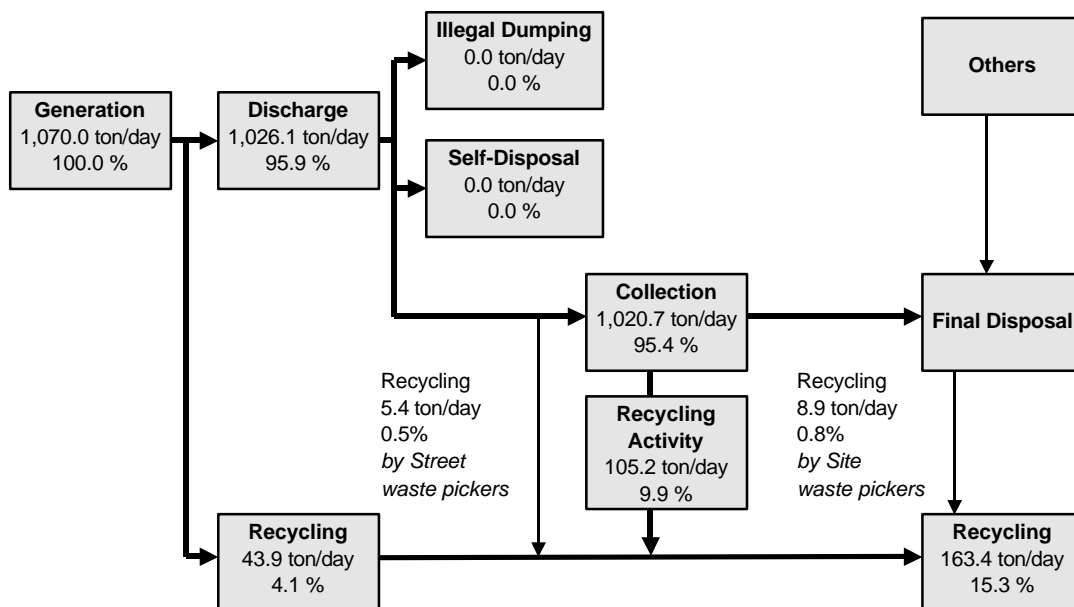 Illegal Dumping
0.0 ton/day
0.0 %
Others
Generation
1,070.0 ton/day
100.0 %
Discharge
1,026.1 ton/day
95.9 %
Self-Disposal
0.0 ton/day
0.0 %
Collection
1,020.7 ton/day
95.4 %
Final Disposal
Recycling
5.4 ton/day
0.5%
by Street
waste pickers
Recycling
Activity
105.2 ton/day
9.9 %
Recycling
8.9 ton/day
0.8%
by Site
waste pickers
Recycling
43.9 ton/day
4.1 %
Recycling
163.4 ton/day
15.3 %